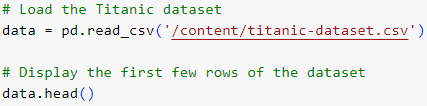 # Load the Titanic dataset
data = pd.read_csv('/content/titanic-dataset.csv')
# Display the first few rows of the dataset
data.head()